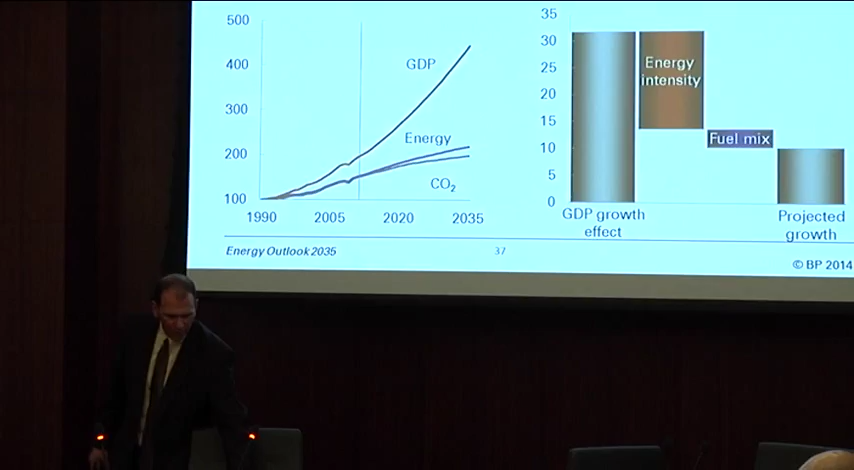 500
400
300
200
100
1990
2005
2020
2035
GDP
Energy
CO₂
35
30
25
20
15
10
5
0
Energy
intensity
Fuel mix
GDP growth
effect
Projected
growth
Energy Outlook 2035
37
© BP 2014